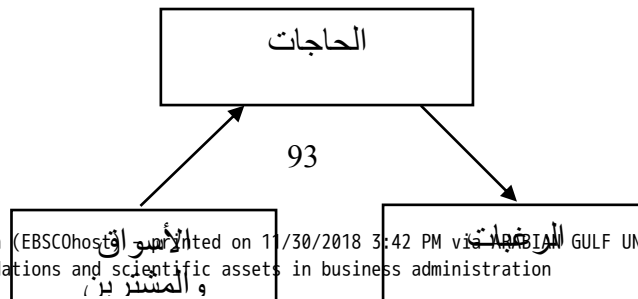 الحاجات
93
الأسواق
والمشترين
الرغبات
(EBSCOhost) - printed on 11/30/2018 3:42 PM via ARABIAN GULF UN
dations and scientific assets in business administration